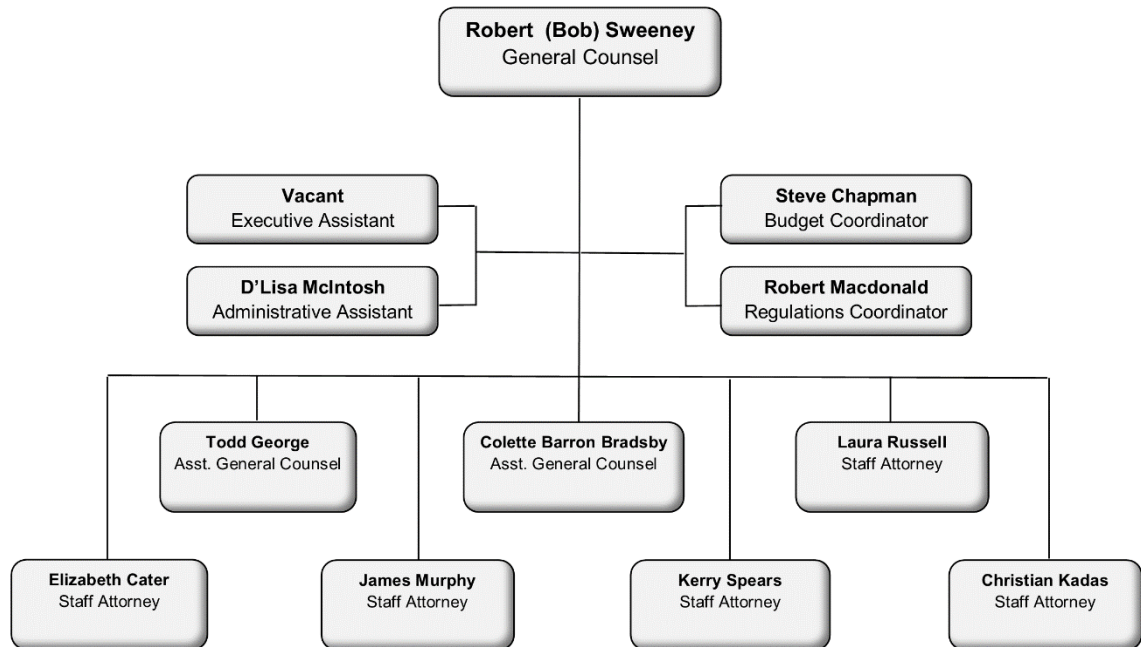 Robert (Bob) Sweeney
General Counsel
Vacant
Executive Assistant
Steve Chapman
Budget Coordinator
D'Lisa McIntosh
Administrative Assistant
Robert Macdonald
Regulations Coordinator
Todd George
Asst. General Counsel
Colette Barron Bradsby
Asst. General Counsel
Laura Russell
Staff Attorney
Elizabeth Cater
Staff Attorney
James Murphy
Staff Attorney
Kerry Spears
Staff Attorney
Christian Kadas
Staff Attorney